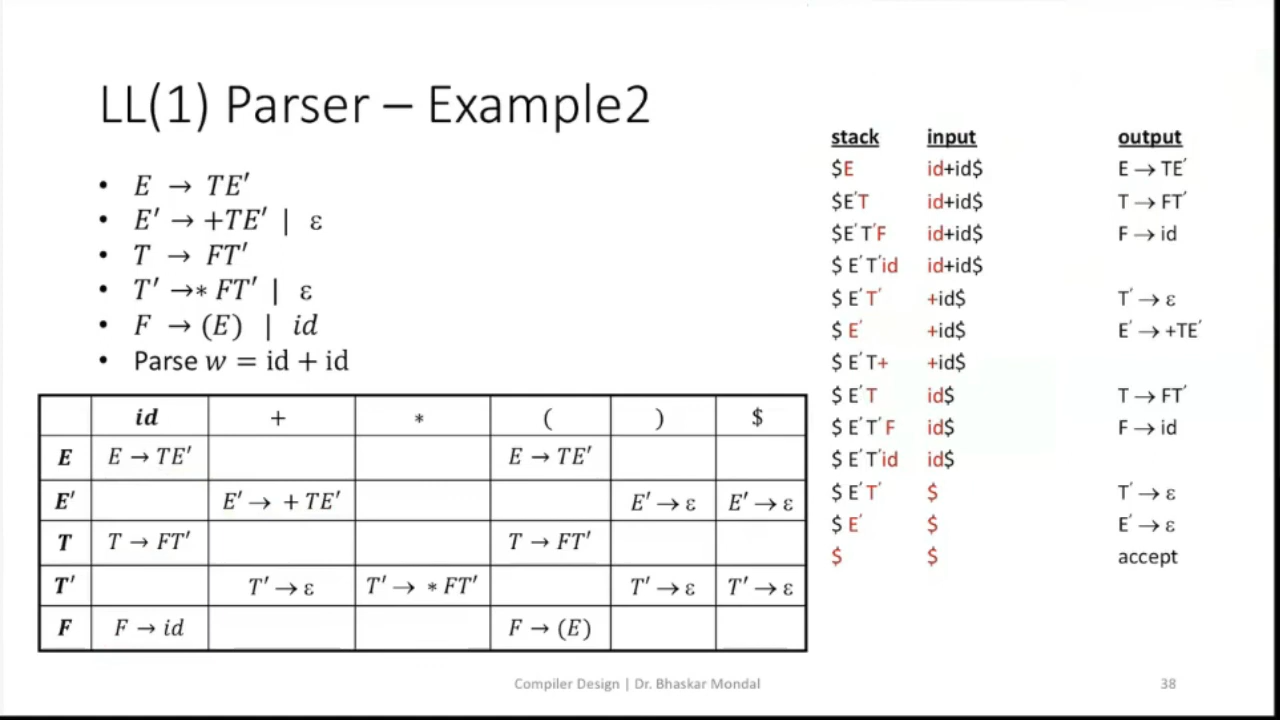 LL(1) Parser – Example2
• E → TE′
• E′ → +TE′ | ε
• T → FT′
• T′ →∗ FT′ | ε
• F → (E) | id
• Parse w = id + id
id + ∗ ( ) $
E E → TE′ E → TE′
E′ E′ → +TE′ E′ → ε E′ → ε
T T → FT′ T → FT′
T′ T′ → ε T′ → ∗FT′ T′ → ε T′ → ε
F F → id F → (E)
stack input output
$E id+id$ E → TE′
$E′T id+id$ T → FT′
$E′T′F id+id$ F → id
$ E′T′id id+id$
$ E′T′ +id$ T′ → ε
$ E′ +id$ E′ → +TE′
$ E′T+ +id$
$ E′T id$ T → FT′
$ E′T′F id$ F → id
$ E′T′id id$
$ E′T′ $ T′ → ε
$ E′ $ E′ → ε
$ $ accept
Compiler Design | Dr. Bhaskar Mondal 38